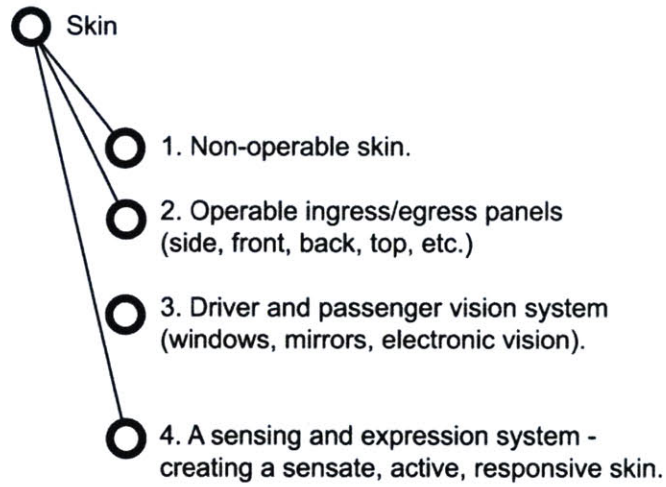 Skin
1. Non-operable skin.
2. Operable ingress/egress panels
(side, front, back, top, etc.)
3. Driver and passenger vision system
(windows, mirrors, electronic vision).
4. A sensing and expression system -
creating a sensate, active, responsive skin.